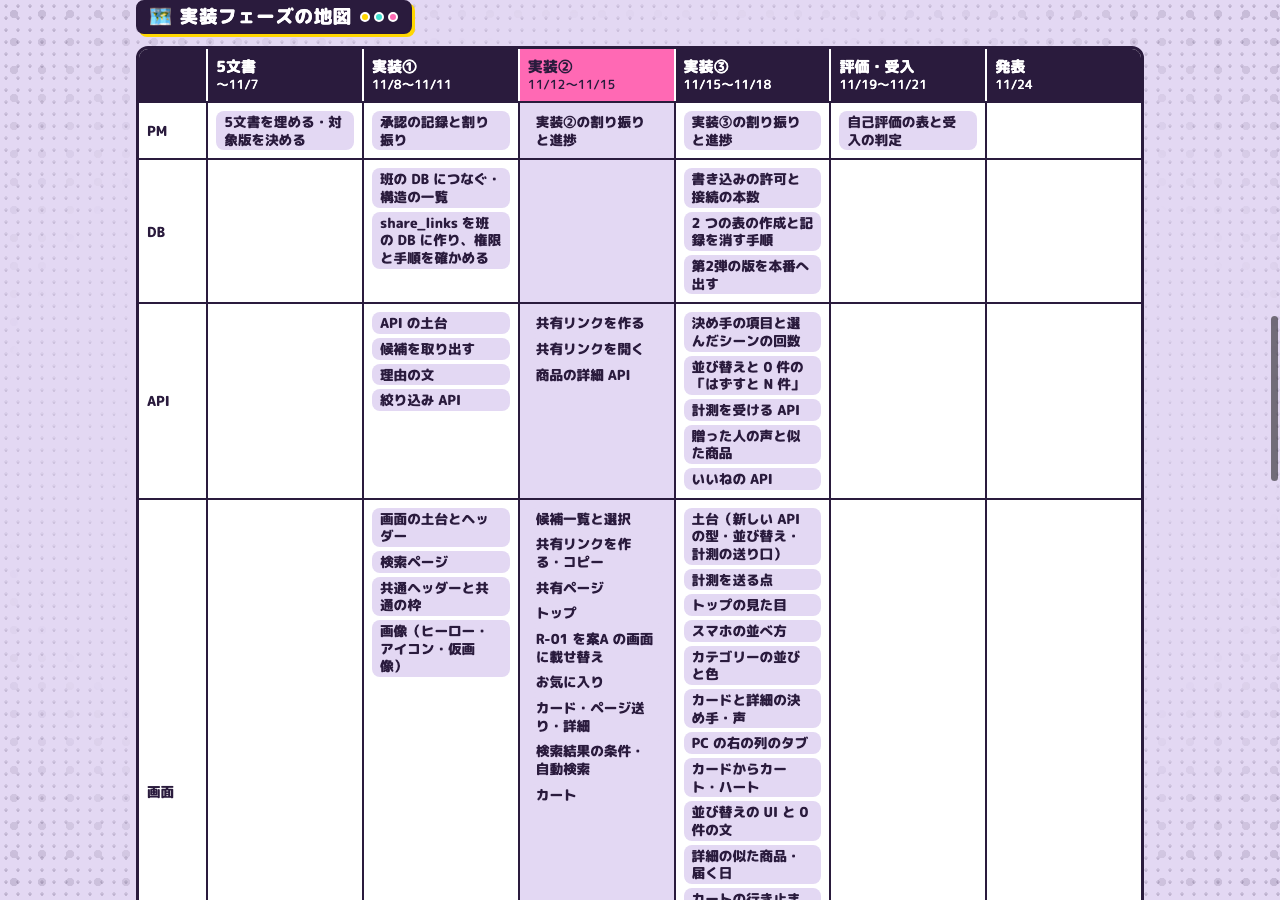 実装フェーズの地図
5文書
〜11/7
実装①
11/8〜11/11
実装②
11/12〜11/15
実装③
11/15〜11/18
評価・受入
11/19〜11/21
発表
11/24
PM
5文書を埋める・対
象版を決める
承認の記録と割り
振り
実装②の割り振り
と進捗
実装③の割り振り
と進捗
自己評価の表と受
入の判定
DB
班の DB につなぐ・
構造の一覧
share_links を班
の DB に作り、権限
と手順を確かめる
書き込みの許可と
接続の本数
2 つの表の作成と記
録を消す手順
第2弾の版を本番へ
出す
API
API の土台
候補を取り出す
理由の文
絞り込み API
共有リンクを作る
共有リンクを開く
商品の詳細 API
決め手の項目と選
んだシーンの回数
並び替えと 0 件の
「はずすと N 件」
計測を受ける API
贈った人の声と似
た商品
いいねの API
画面
画面の土台とヘッ
ダー
検索ページ
共通ヘッダーと共
通の枠
画像（ヒーロー・
アイコン・仮画
像）
候補一覧と選択
共有リンクを作
る・コピー
共有ページ
トップ
R-01 を案A の画面
に載せ替え
お気に入り
カード・ページ送
り・詳細
検索結果の条件・
自動検索
カート
土台（新しい API
の型・並び替え・
計測の送り口）
計測を送る点
トップの見た目
スマホの並べ方
カテゴリーの並び
と色
カードと詳細の決
め手・声
PC の右の列のタブ
カードからカー
ト・ハート
並び替えの UI と 0
件の文
詳細の似た商品・
届く日
カートの行き止ま